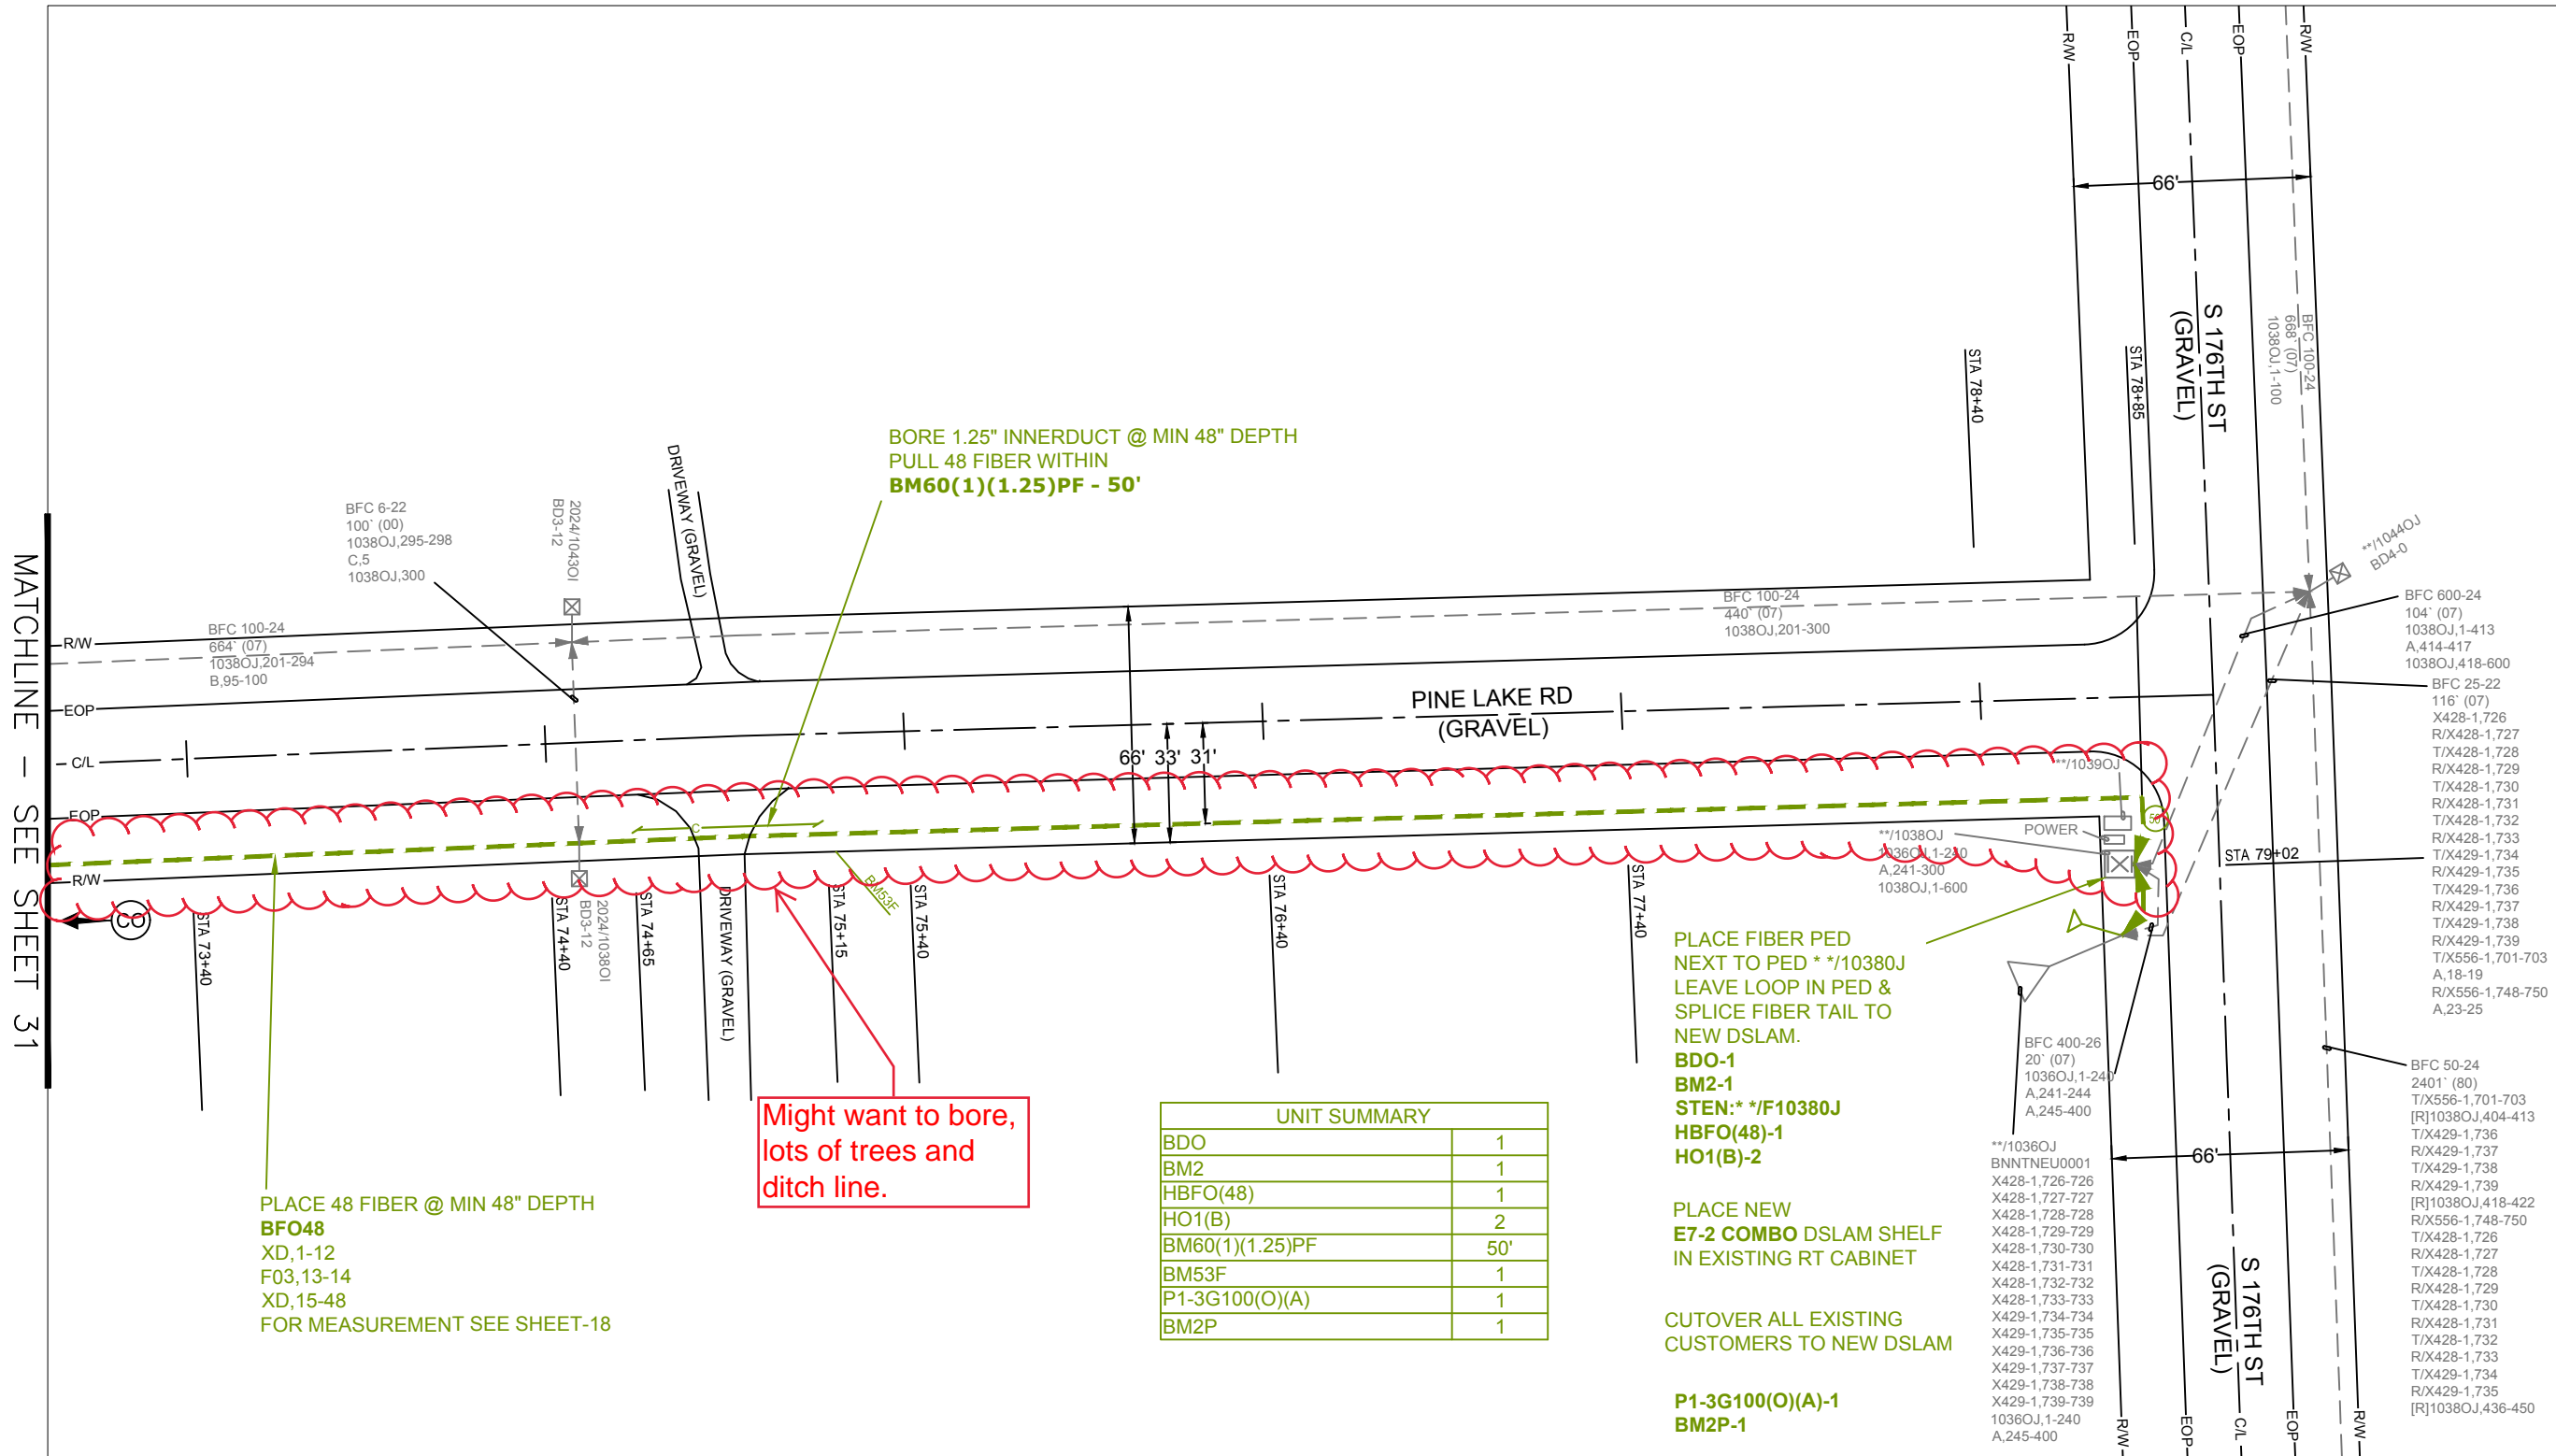 R/W
EOP
C/L
EOP
R/W
66'
S 176TH ST
(GRAVEL)
BFC 100-24
668` (07)
1038OJ,1-100
STA 78+40
STA 78+85
BORE 1.25" INNERDUCT @ MIN 48" DEPTH
PULL 48 FIBER WITHIN
BM60(1)(1.25)PF - 50'
DRIVEWAY (GRAVEL)
BFC 6-22
100` (00)
1038OJ,295-298
C,5
1038OJ,300
2024/1043OI
BD3-12
**/1044OJ
BD4-0
MATCHLINE - SEE SHEET 31
R/W
BFC 100-24
664` (07)
1038OJ,201-294
B,95-100
BFC 100-24
440` (07)
1038OJ,201-300
BFC 600-24
104` (07)
1038OJ,1-413
A,414-417
1038OJ,418-600
EOP
C/L
PINE LAKE RD
(GRAVEL)
66'
33'
31'
EOP
R/W
CO
C
BM53F
**/1039OJ
50'
POWER
**/1038OJ
1036OJ,1-240
A,241-300
1038OJ,1-600
STA 79+02
BFC 25-22
116` (07)
X428-1,726
R/X428-1,727
T/X428-1,728
R/X428-1,729
T/X428-1,730
R/X428-1,731
T/X428-1,732
R/X428-1,733
T/X429-1,734
R/X429-1,735
T/X429-1,736
R/X429-1,737
T/X429-1,738
R/X429-1,739
T/X556-1,701-703
A,18-19
R/X556-1,748-750
A,23-25
STA 73+40
STA 74+40
2024/1038OI
BD3-12
STA 74+65
DRIVEWAY (GRAVEL)
STA 75+15
STA 75+40
STA 76+40
STA 77+40
Might want to bore,
lots of trees and
ditch line.
PLACE 48 FIBER @ MIN 48" DEPTH
BFO48
XD,1-12
F03,13-14
XD,15-48
FOR MEASUREMENT SEE SHEET-18
UNIT SUMMARY
BDO 1
BM2 1
HBFO(48) 1
HO1(B) 2
BM60(1)(1.25)PF 50'
BM53F 1
P1-3G100(O)(A) 1
BM2P 1
PLACE FIBER PED
NEXT TO PED * */10380J
LEAVE LOOP IN PED &
SPLICE FIBER TAIL TO
NEW DSLAM.
BDO-1
BM2-1
STEN:* */F10380J
HBFO(48)-1
HO1(B)-2
PLACE NEW
E7-2 COMBO DSLAM SHELF
IN EXISTING RT CABINET
CUTOVER ALL EXISTING
CUSTOMERS TO NEW DSLAM
P1-3G100(O)(A)-1
BM2P-1
BFC 400-26
20` (07)
1036OJ,1-240
A,241-244
A,245-400
**/1036OJ
BNNTNEU0001
X428-1,726-726
X428-1,727-727
X428-1,728-728
X428-1,729-729
X428-1,730-730
X428-1,731-731
X428-1,732-732
X428-1,733-733
X429-1,734-734
X429-1,735-735
X429-1,736-736
X429-1,737-737
X429-1,738-738
X429-1,739-739
1036OJ,1-240
A,245-400
66'
S 176TH ST
(GRAVEL)
BFC 50-24
2401` (80)
T/X556-1,701-703
[R]1038OJ,404-413
T/X429-1,736
R/X429-1,737
T/X429-1,738
R/X429-1,739
[R]1038OJ,418-422
R/X556-1,748-750
T/X428-1,726
R/X428-1,727
T/X428-1,728
R/X428-1,729
T/X428-1,730
R/X428-1,731
T/X428-1,732
R/X428-1,733
T/X429-1,734
R/X429-1,735
[R]1038OJ,436-450
R/W
EOP
C/L
EOP
R/W